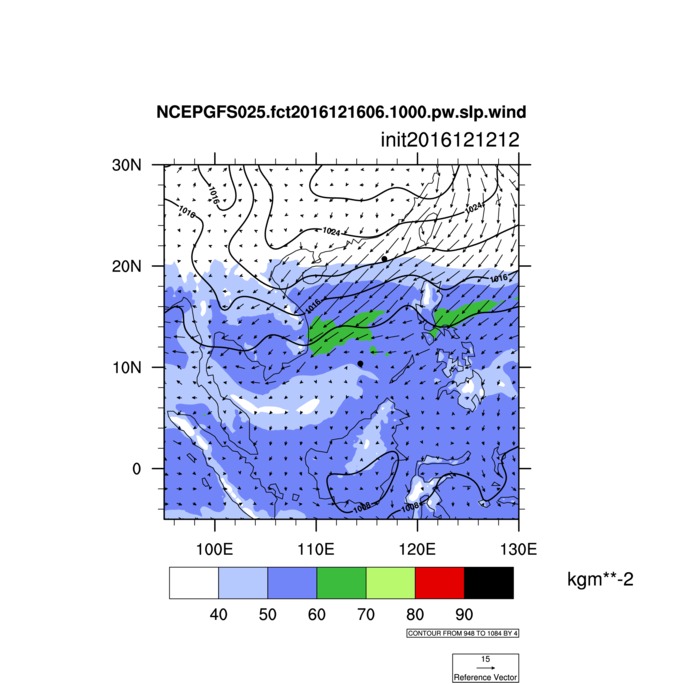 NCEPGFS025.fct2016121606.1000.pw.slp.wind
init2016121212
30N
20N
10N
0
100E 110E 120E 130E
1016
1016
1024
1024
1016
1016
1008
1008
40 50 60 70 80 90
kgm**-2
CONTOUR FROM 948 TO 1084 BY 4
15
Reference Vector